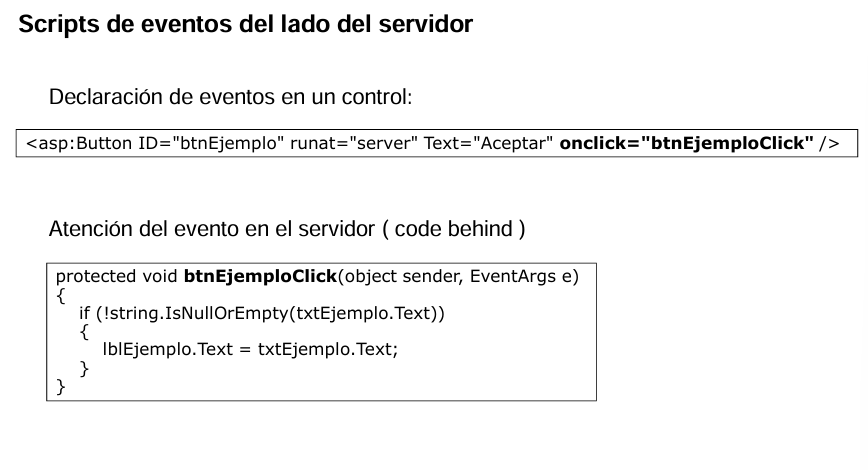 Scripts de eventos del lado del servidor
Declaración de eventos en un control:
<asp:Button ID="btnEjemplo" runat="server" Text="Aceptar" onclick="btnEjemploClick" />
Atención del evento en el servidor ( code behind )
protected void btnEjemploClick(object sender, EventArgs e)
{
if (!string.IsNullOrEmpty(txtEjemplo.Text))
{
lblEjemplo.Text = txtEjemplo.Text;
}
}